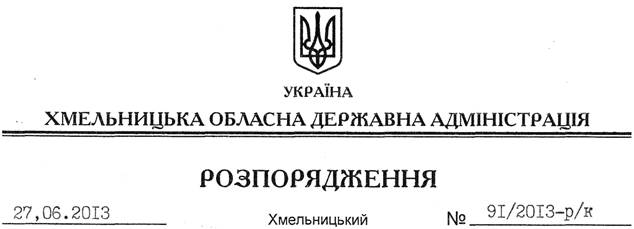 УКРАЇНА
ХМЕЛЬНИЦЬКА ОБЛАСНА ДЕРЖАВНА АДМІНІСТРАЦІЯ
РОЗПОРЯДЖЕННЯ
27,06.2013 Хмельницький № 91/2013-р/к